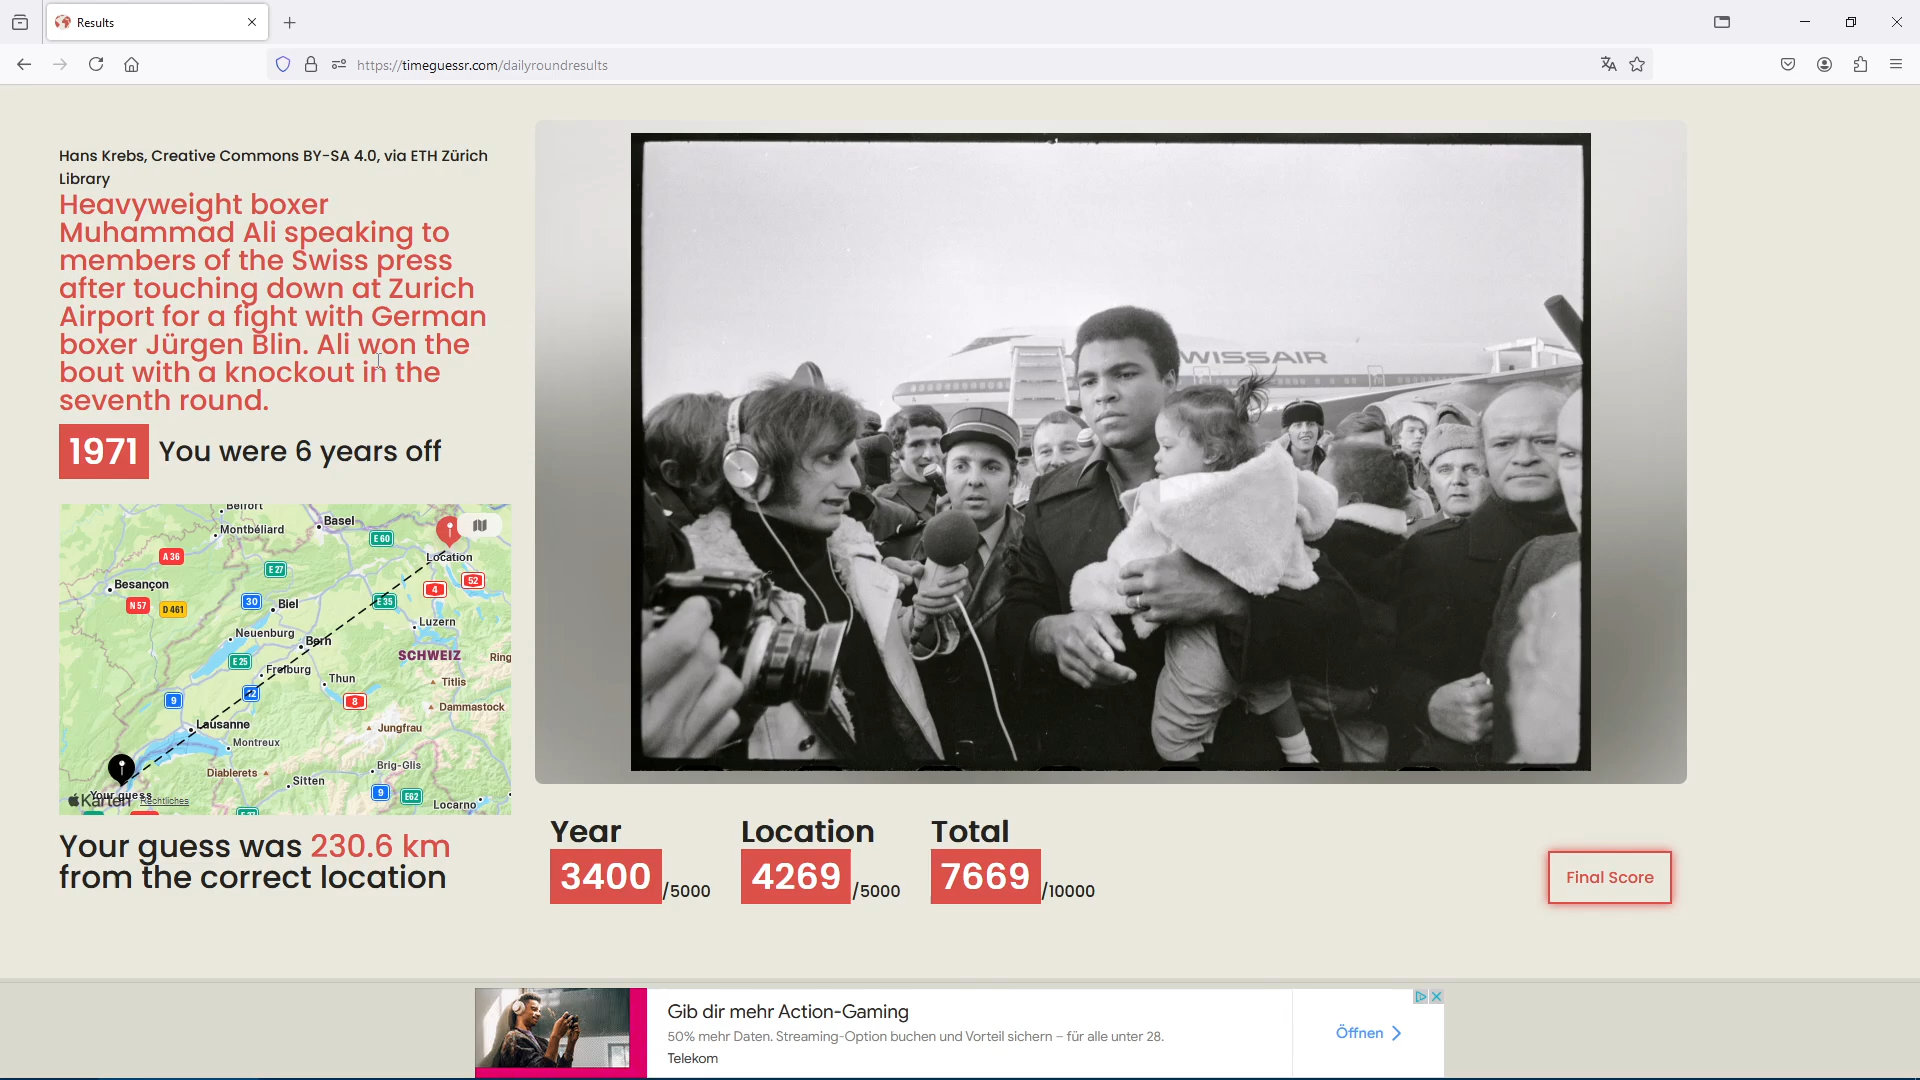 Results
https://timeguessr.com/dailyroundresults
Hans Krebs, Creative Commons BY-SA 4.0, via ETH Zürich
Library
Heavyweight boxer
Muhammad Ali speaking to
members of the Swiss press
after touching down at Zurich
Airport for a fight with German
boxer Jürgen Blin. Ali won the
bout with a knockout in the
seventh round.
1971 You were 6 years off
SWISSAIR
Belfort
Montbéliard
Basel
A 36
E 60
E 27
Location
Besançon
52
4
N 57
D 461
30
Biel
E 35
Luzern
Neuenburg
Bern
E 25
SCHWEIZ
Freiburg
Ring
Thun
Titlis
9
12
8
Dammastock
Lausanne
Jungfrau
Montreux
Brig-Glis
Diablerets
Sitten
9
E62
Locarno
Your guess
Karten
Rechtliches
Your guess was 230.6 km
from the correct location
Year
3400 /5000
Location
4269 /5000
Total
7669 /10000
Final Score
Gib dir mehr Action-Gaming
50% mehr Daten. Streaming-Option buchen und Vorteil sichern – für alle unter 28.
Telekom
Öffnen